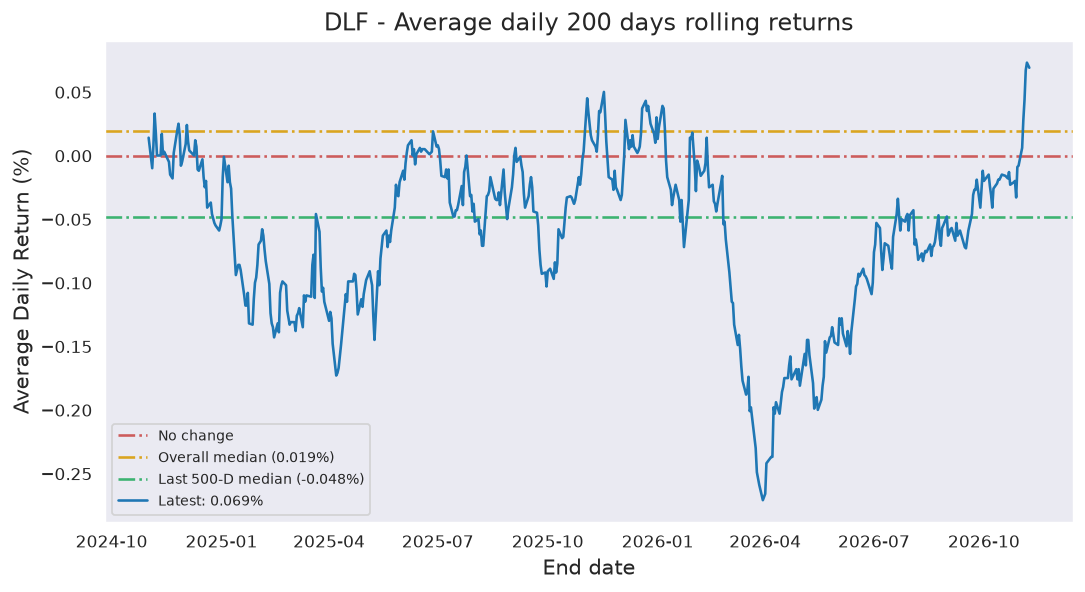 DLF - Average daily 200 days rolling returns
Average Daily Return (%)
0.05
0.00
−0.05
−0.10
−0.15
−0.20
−0.25
No change
Overall median (0.019%)
Last 500-D median (-0.048%)
Latest: 0.069%
2024-10 2025-01 2025-04 2025-07 2025-10 2026-01 2026-04 2026-07 2026-10
End date